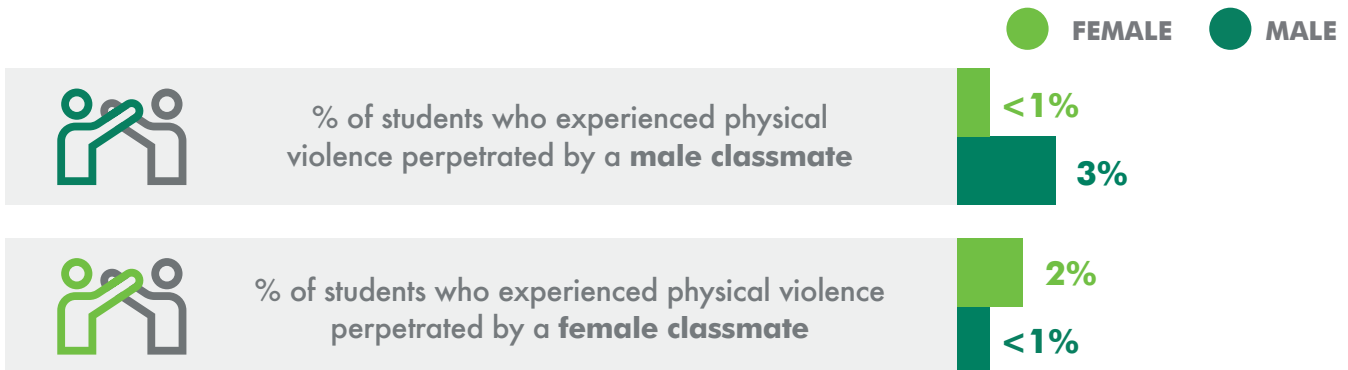 FEMALE MALE
% of students who experienced physical
violence perpetrated by a male classmate
<1%
3%
% of students who experienced physical violence
perpetrated by a female classmate
2%
<1%